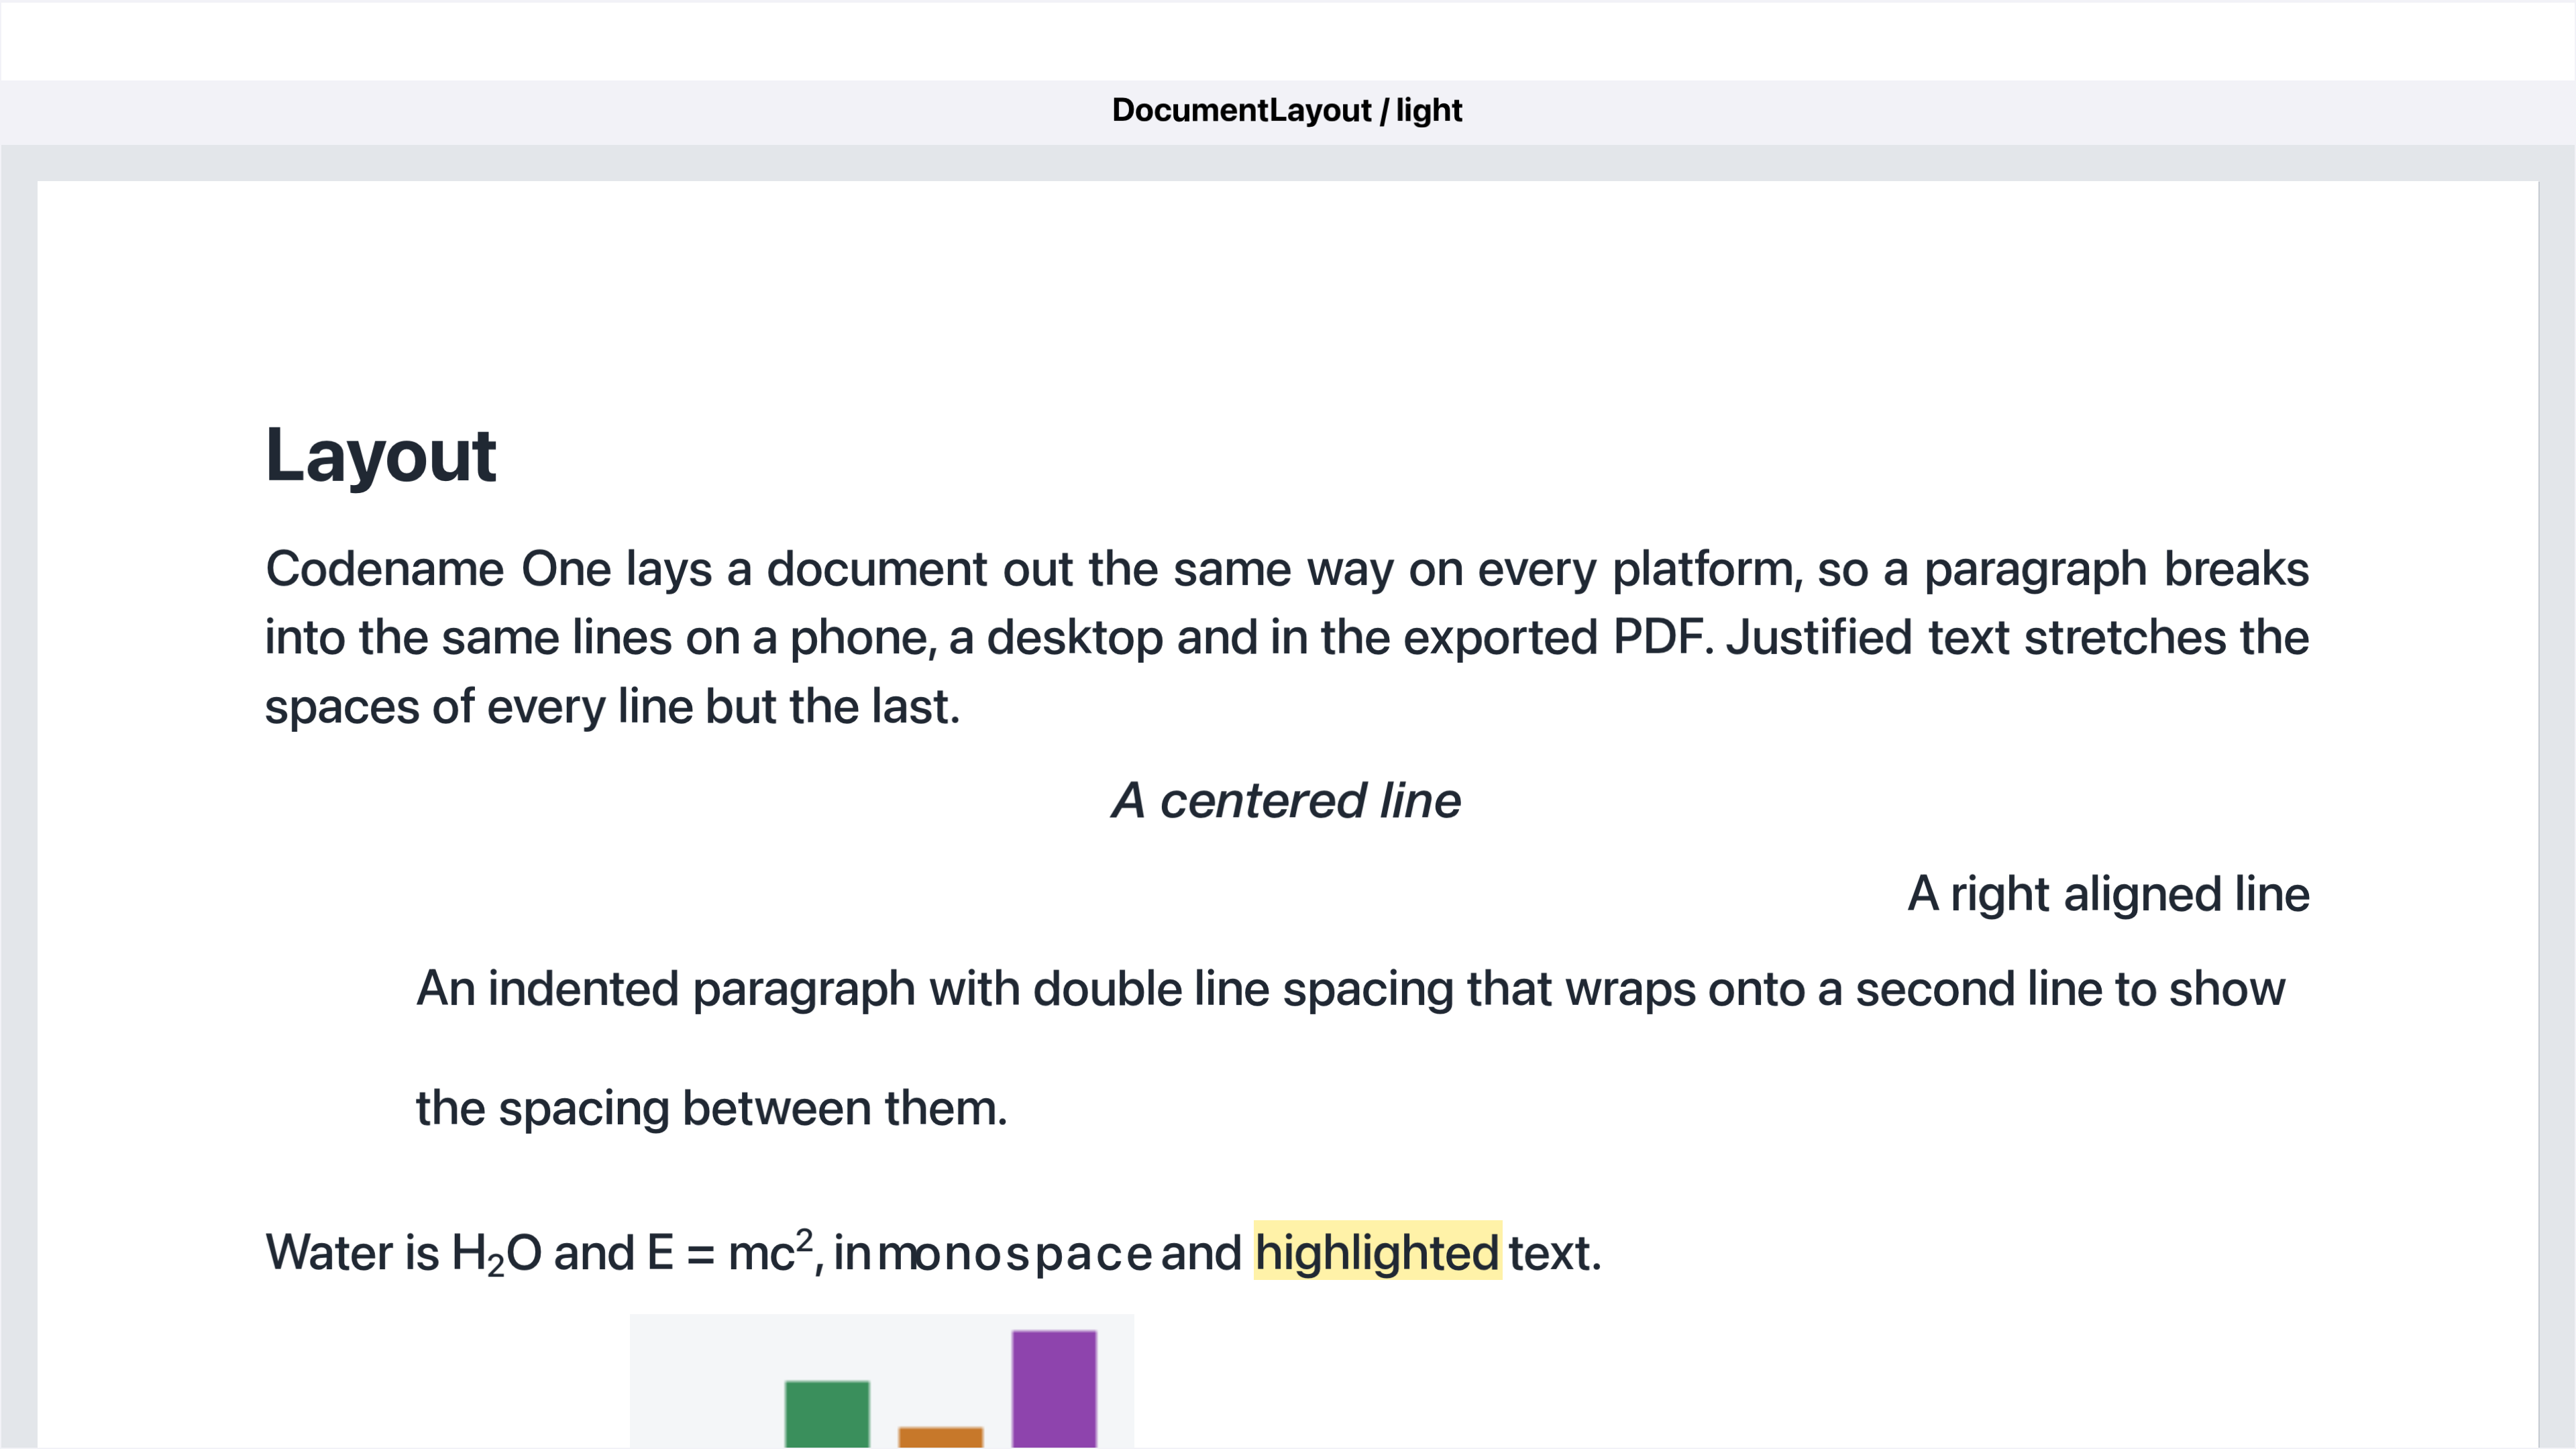 DocumentLayout / light
Layout
Codename One lays a document out the same way on every platform, so a paragraph breaks
into the same lines on a phone, a desktop and in the exported PDF. Justified text stretches the
spaces of every line but the last.
A centered line
A right aligned line
An indented paragraph with double line spacing that wraps onto a second line to show
the spacing between them.
Water is H₂O and E = mc², in monospace and highlighted text.